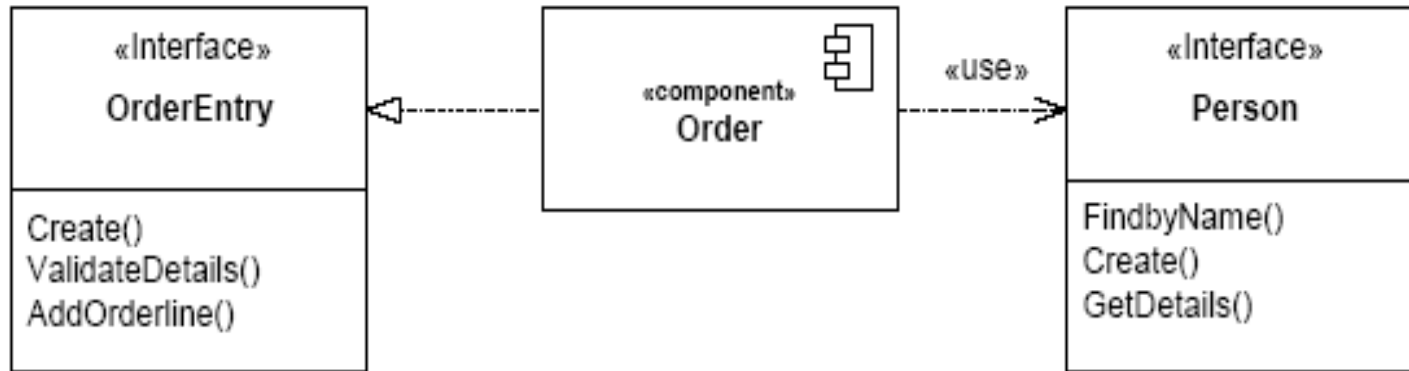 «Interface»
OrderEntry
Create()
ValidateDetails()
AddOrderline()
«component»
Order
«use»
«Interface»
Person
FindbyName()
Create()
GetDetails()